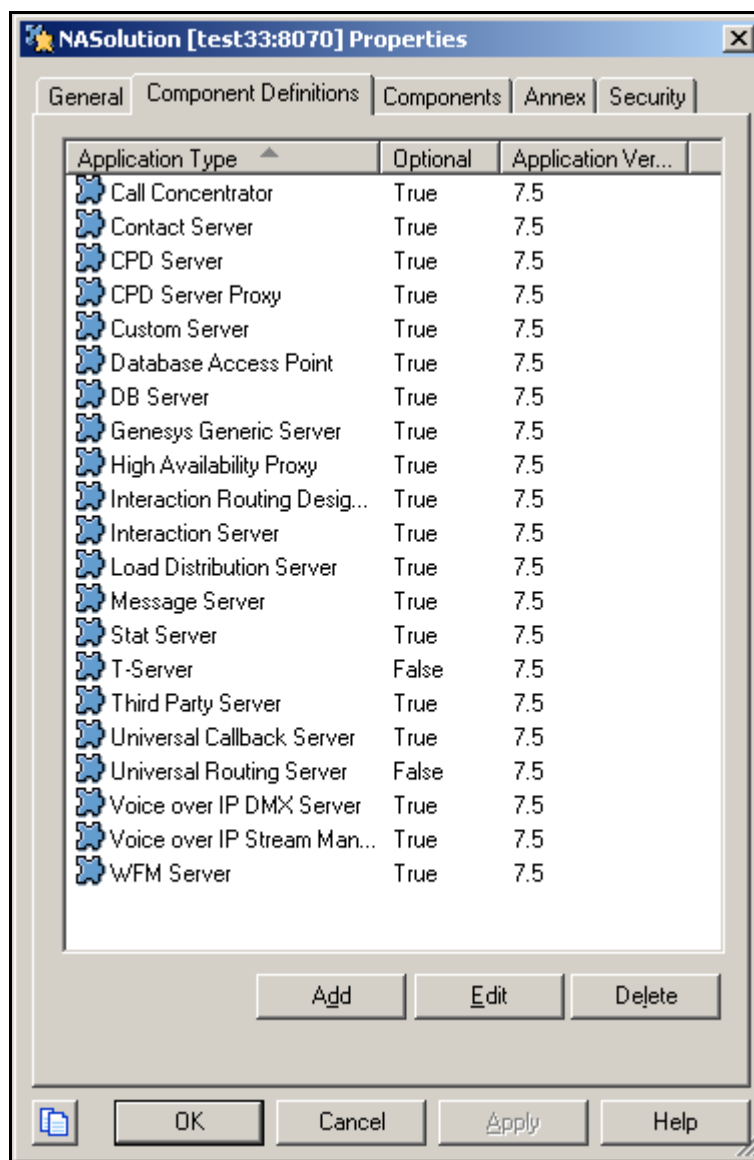 NASolution [test33:8070] Properties
General Component Definitions Components Annex Security
Application Type Optional Application Ver...
Call Concentrator True 7.5
Contact Server True 7.5
CPD Server True 7.5
CPD Server Proxy True 7.5
Custom Server True 7.5
Database Access Point True 7.5
DB Server True 7.5
Genesys Generic Server True 7.5
High Availability Proxy True 7.5
Interaction Routing Desig... True 7.5
Interaction Server True 7.5
Load Distribution Server True 7.5
Message Server True 7.5
Stat Server True 7.5
T-Server False 7.5
Third Party Server True 7.5
Universal Callback Server True 7.5
Universal Routing Server False 7.5
Voice over IP DMX Server True 7.5
Voice over IP Stream Man... True 7.5
WFM Server True 7.5
Add Edit Delete
OK Cancel Apply Help